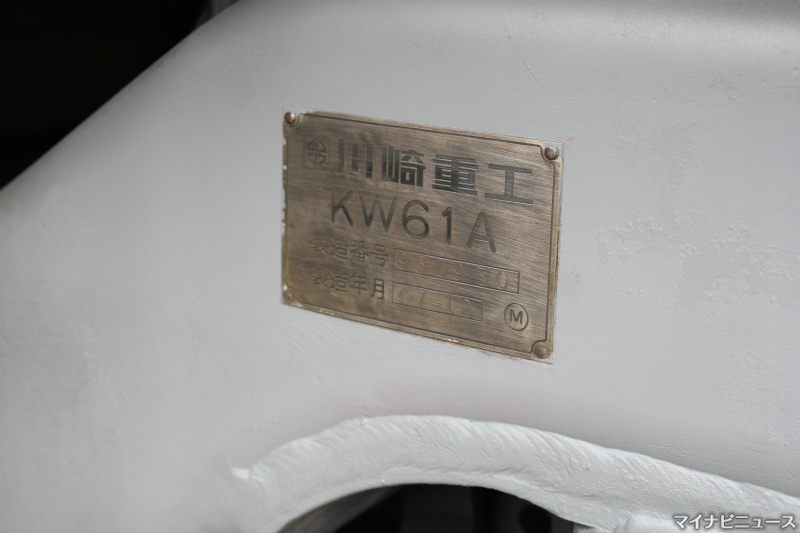 川崎重工
KW61A
製造番号
製造年月
M
マイナビニュース